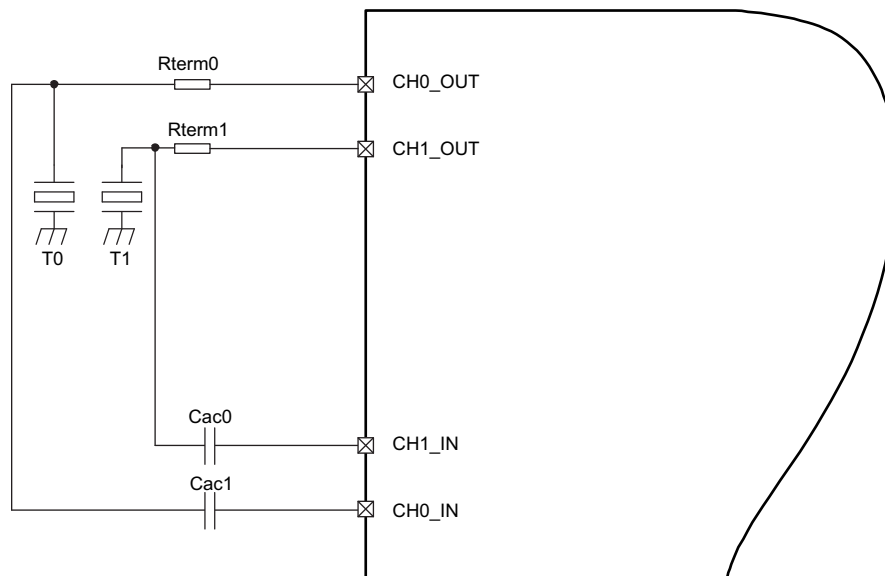 Rterm0
CH0_OUT
Rterm1
CH1_OUT
T0
T1
Cac0
CH1_IN
Cac1
CH0_IN